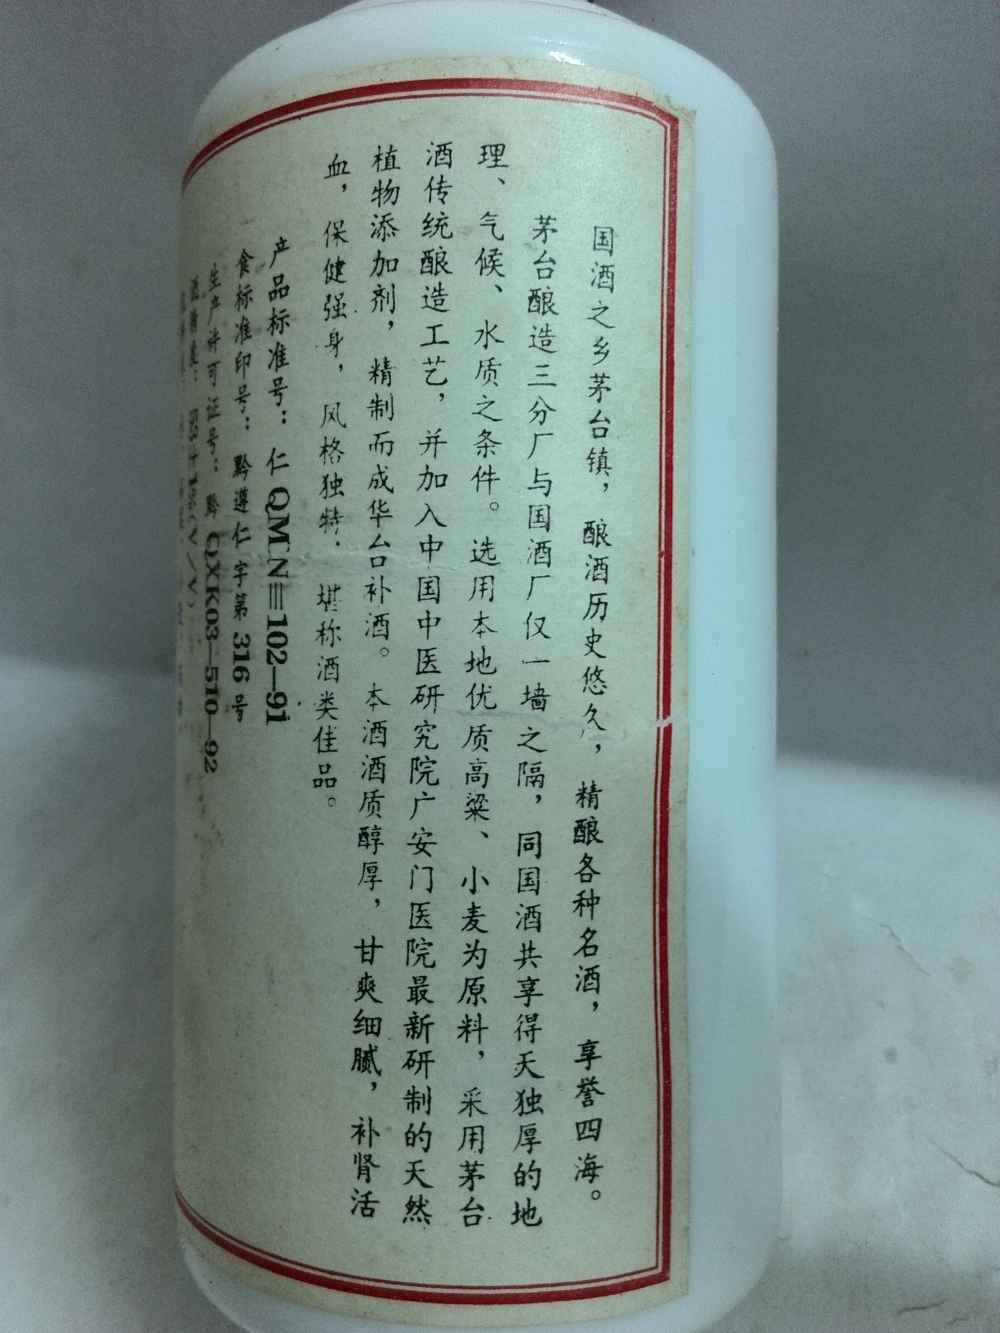 国酒之乡茅台镇，酿酒历史悠久，精酿各种名酒，享誉四海。
茅台酿造三分厂与国酒厂仅一墙之隔，同国酒共享得天独厚的地
理、气候、水质之条件。选用本地优质高粱、小麦为原料，采用茅台
酒传统酿造工艺，并加入中国中医研究院广安门医院最新研制的天然
植物添加剂，精制而成华台补酒。本酒酒质醇厚，甘爽细腻，补肾活
血，保健强身，风格独特．堪称酒类佳品。
产品标准号：仁QMNⅢ102—91
食标准印号：黔遵仁字第316号
生产许可证号：黔QXK03—510—92
酒精度：